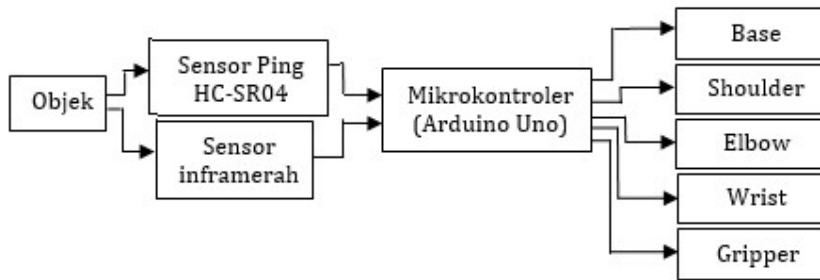 Objek
Sensor Ping
HC-SR04
Sensor
inframerah
Mikrokontroler
(Arduino Uno)
Base
Shoulder
Elbow
Wrist
Gripper